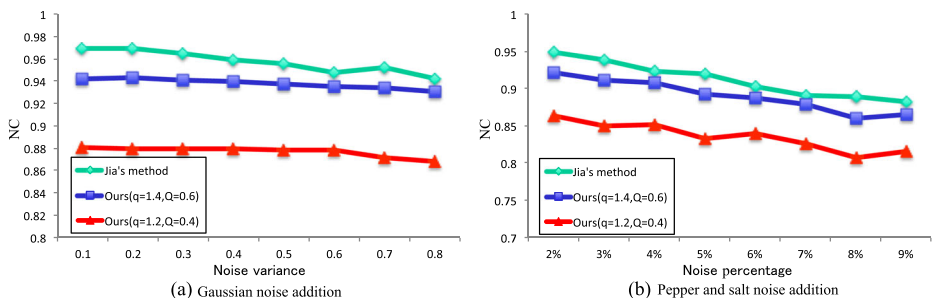 1
0.98
0.96
0.94
0.92
0.9
0.88
0.86
0.84
0.82
0.8
NC
Jia's method
Ours(q=1.4,Q=0.6)
Ours(q=1.2,Q=0.4)
0.1 0.2 0.3 0.4 0.5 0.6 0.7 0.8
Noise variance
(a) Gaussian noise addition
1
0.95
0.9
0.85
0.8
0.75
0.7
NC
Jia's method
Ours(q=1.4,Q=0.6)
Ours(q=1.2,Q=0.4)
2% 3% 4% 5% 6% 7% 8% 9%
Noise percentage
(b) Pepper and salt noise addition